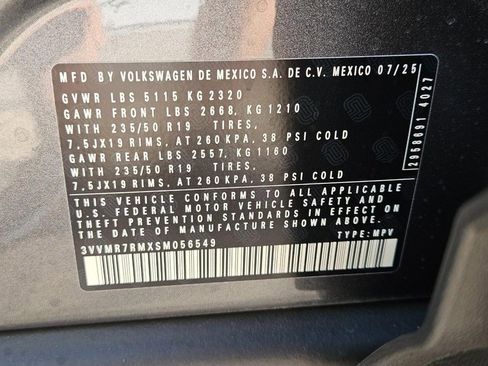 MFD BY VOLKSWAGEN DE MEXICO S.A. DE C.V. MEXICO 07/25
GVWR LBS 5115 KG 2320
GAWR FRONT LBS 2668, KG 1210
WITH 235/50 R19 TIRES,
7.5JX19 RIMS, AT 260 KPA, 38 PSI COLD
GAWR REAR LBS 2557, KG 1160
WITH 235/50 R19 TIRES,
7.5JX19 RIMS, AT 260 KPA, 38 PSI COLD
THIS VEHICLE CONFORMS TO ALL APPLICABLE
U.S. FEDERAL MOTOR VEHICLE SAFETY AND
THEFT PREVENTION STANDARDS IN EFFECT ON
DATE OF MANUFACTURE SHOWN ABOVE.
3VVMR7RMXSM056549 TYPE: MPV
2958691 4027